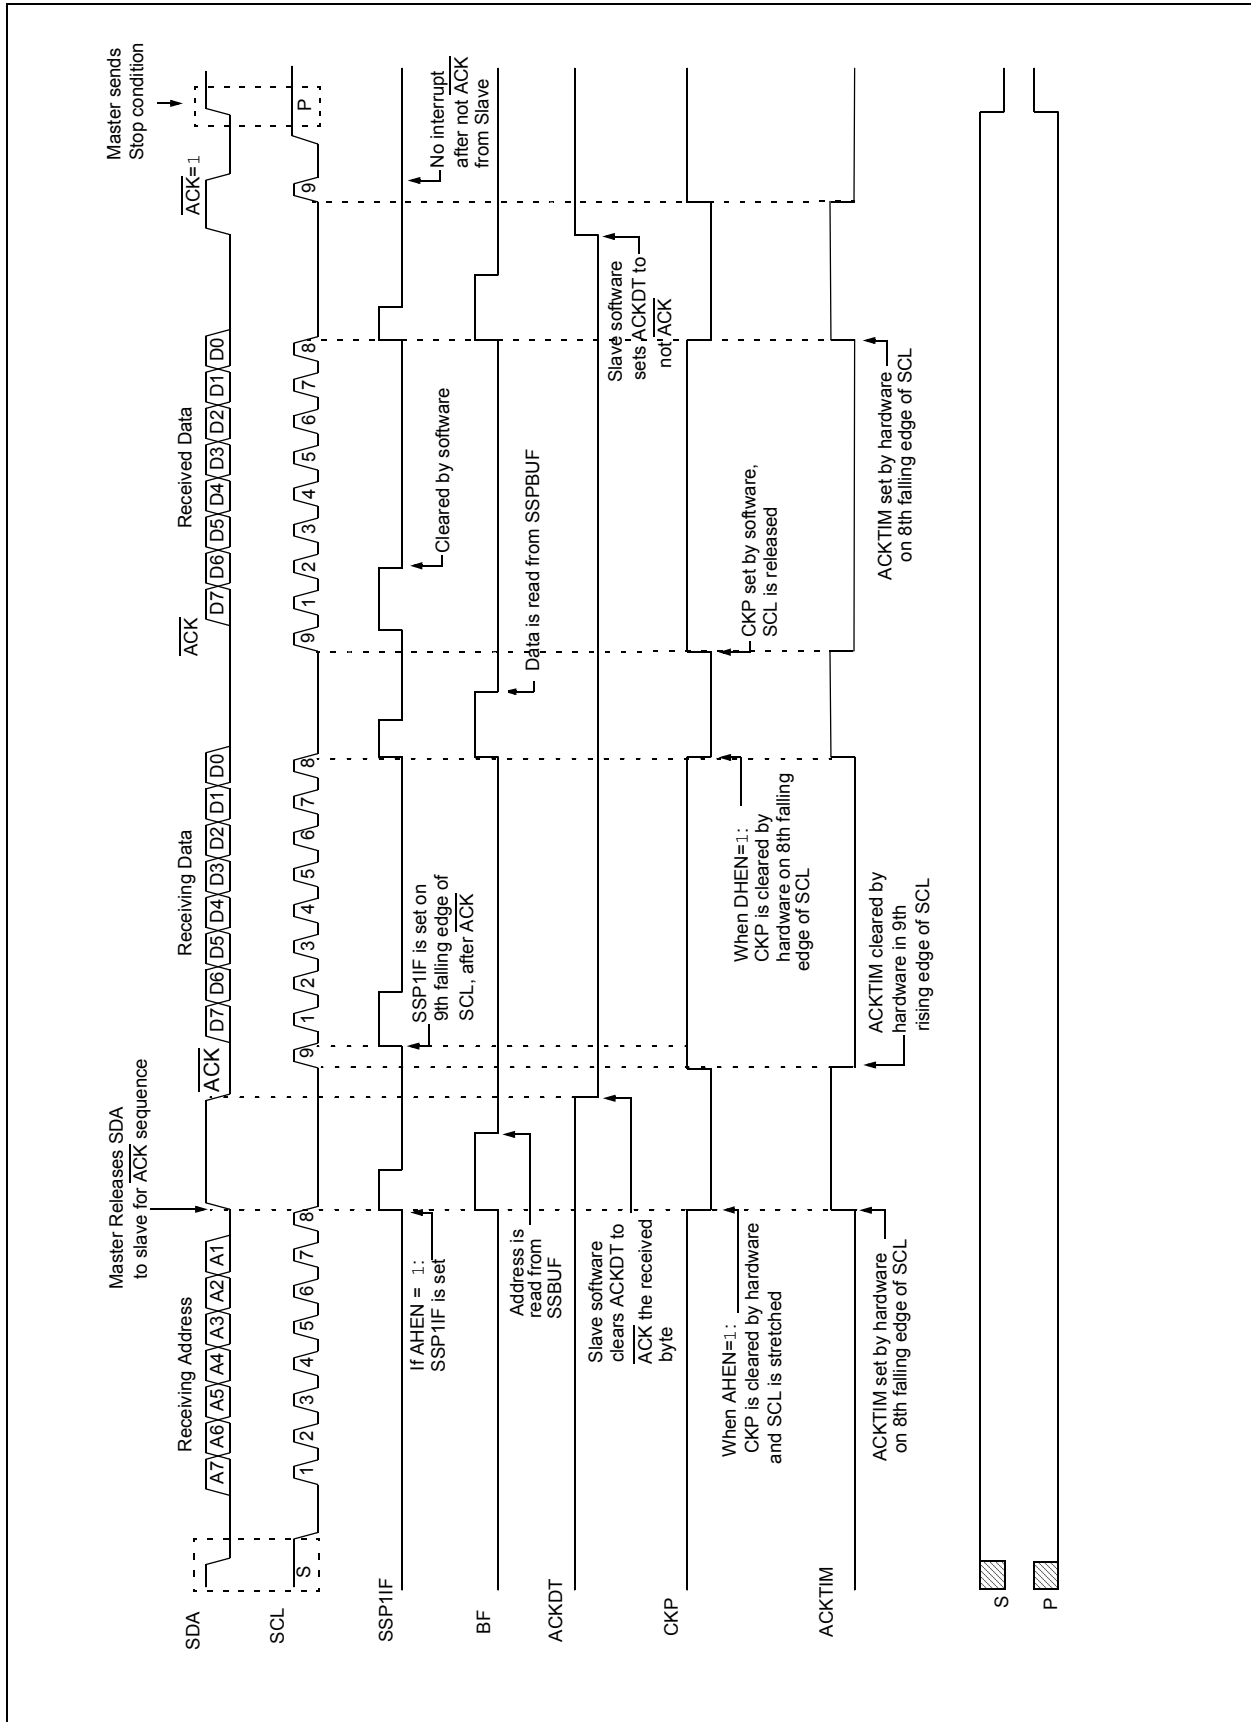 Master Releases SDA
to slave for ACK sequence
Master sends
Stop condition
Receiving Address
Receiving Data
Received Data
ACK
ACK
ACK=1
SDA
A7 A6 A5 A4 A3 A2 A1
D7 D6 D5 D4 D3 D2 D1 D0
D7 D6 D5 D4 D3 D2 D1 D0
SCL
S
1 2 3 4 5 6 7 8 9
1 2 3 4 5 6 7 8 9
1 2 3 4 5 6 7 8 9
P
SSP1IF
If AHEN = 1:
SSP1IF is set
SSP1IF is set on
9th falling edge of
SCL, after ACK
Cleared by software
No interrupt
after not ACK
from Slave
BF
Address is
read from
SSBUF
Data is read from SSPBUF
ACKDT
Slave software
clears ACKDT to
ACK the received
byte
Slave software
sets ACKDT to
not ACK
CKP
When AHEN=1:
CKP is cleared by hardware
and SCL is stretched
When DHEN=1:
CKP is cleared by
hardware on 8th falling
edge of SCL
CKP set by software,
SCL is released
ACKTIM
ACKTIM set by hardware
on 8th falling edge of SCL
ACKTIM cleared by
hardware in 9th
rising edge of SCL
ACKTIM set by hardware
on 8th falling edge of SCL
S
P